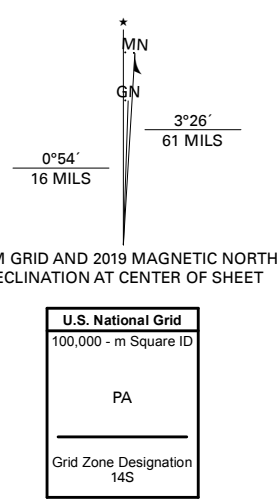 MN
GN
3°26´
61 MILS
0°54´
16 MILS
M GRID AND 2019 MAGNETIC NORTH
ECLINATION AT CENTER OF SHEET
U.S. National Grid
100,000 - m Square ID
PA
Grid Zone Designation
14S